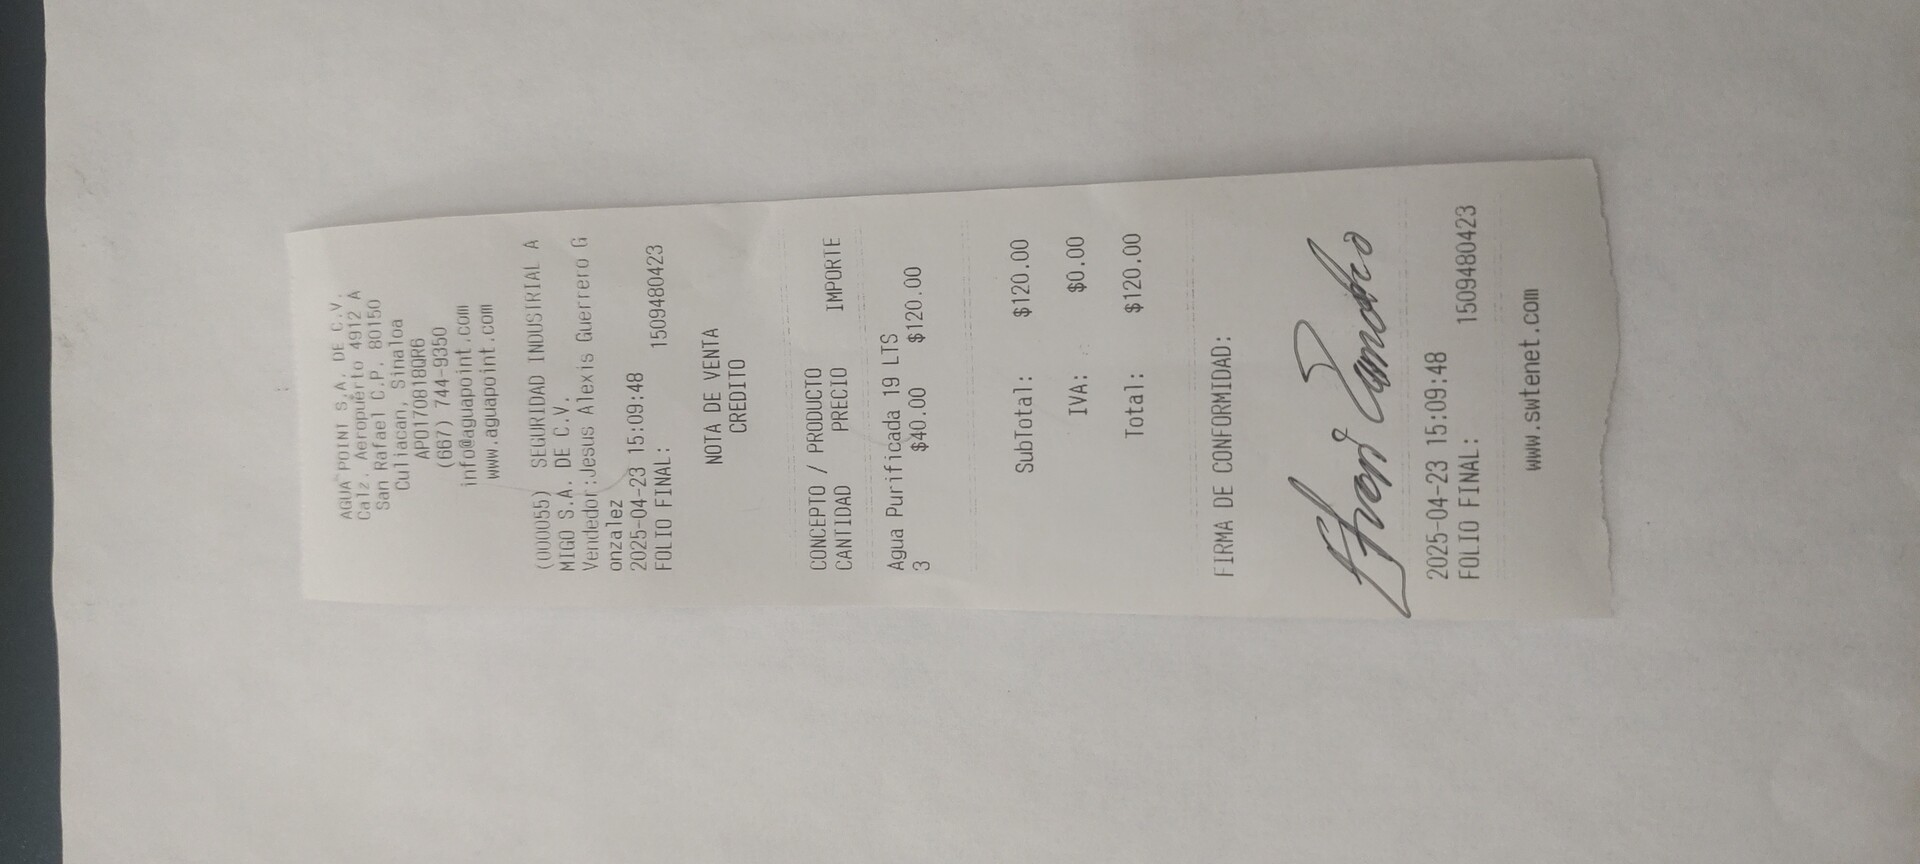 AGUA POINT S.A. DE C.V.
Calz. Aeropuerto 4912 A
San Rafael C.P. 80150
Culiacan, Sinaloa
APO170818QR6
(667) 744-9350
info@aguapoint.com
www.aguapoint.com
(000055) SEGURIDAD INDUSTRIAL A
MIGO S.A. DE C.V.
Vendedor:Jesus Alexis Guerrero G
onzalez
2025-04-23 15:09:48
FOLIO FINAL: 1509480423
NOTA DE VENTA
CREDITO
CONCEPTO / PRODUCTO
CANTIDAD PRECIO IMPORTE
Agua Purificada 19 LTS
3 $40.00 $120.00
SubTotal: $120.00
IVA: $0.00
Total: $120.00
FIRMA DE CONFORMIDAD:
2025-04-23 15:09:48
FOLIO FINAL: 1509480423
www.swtenet.com